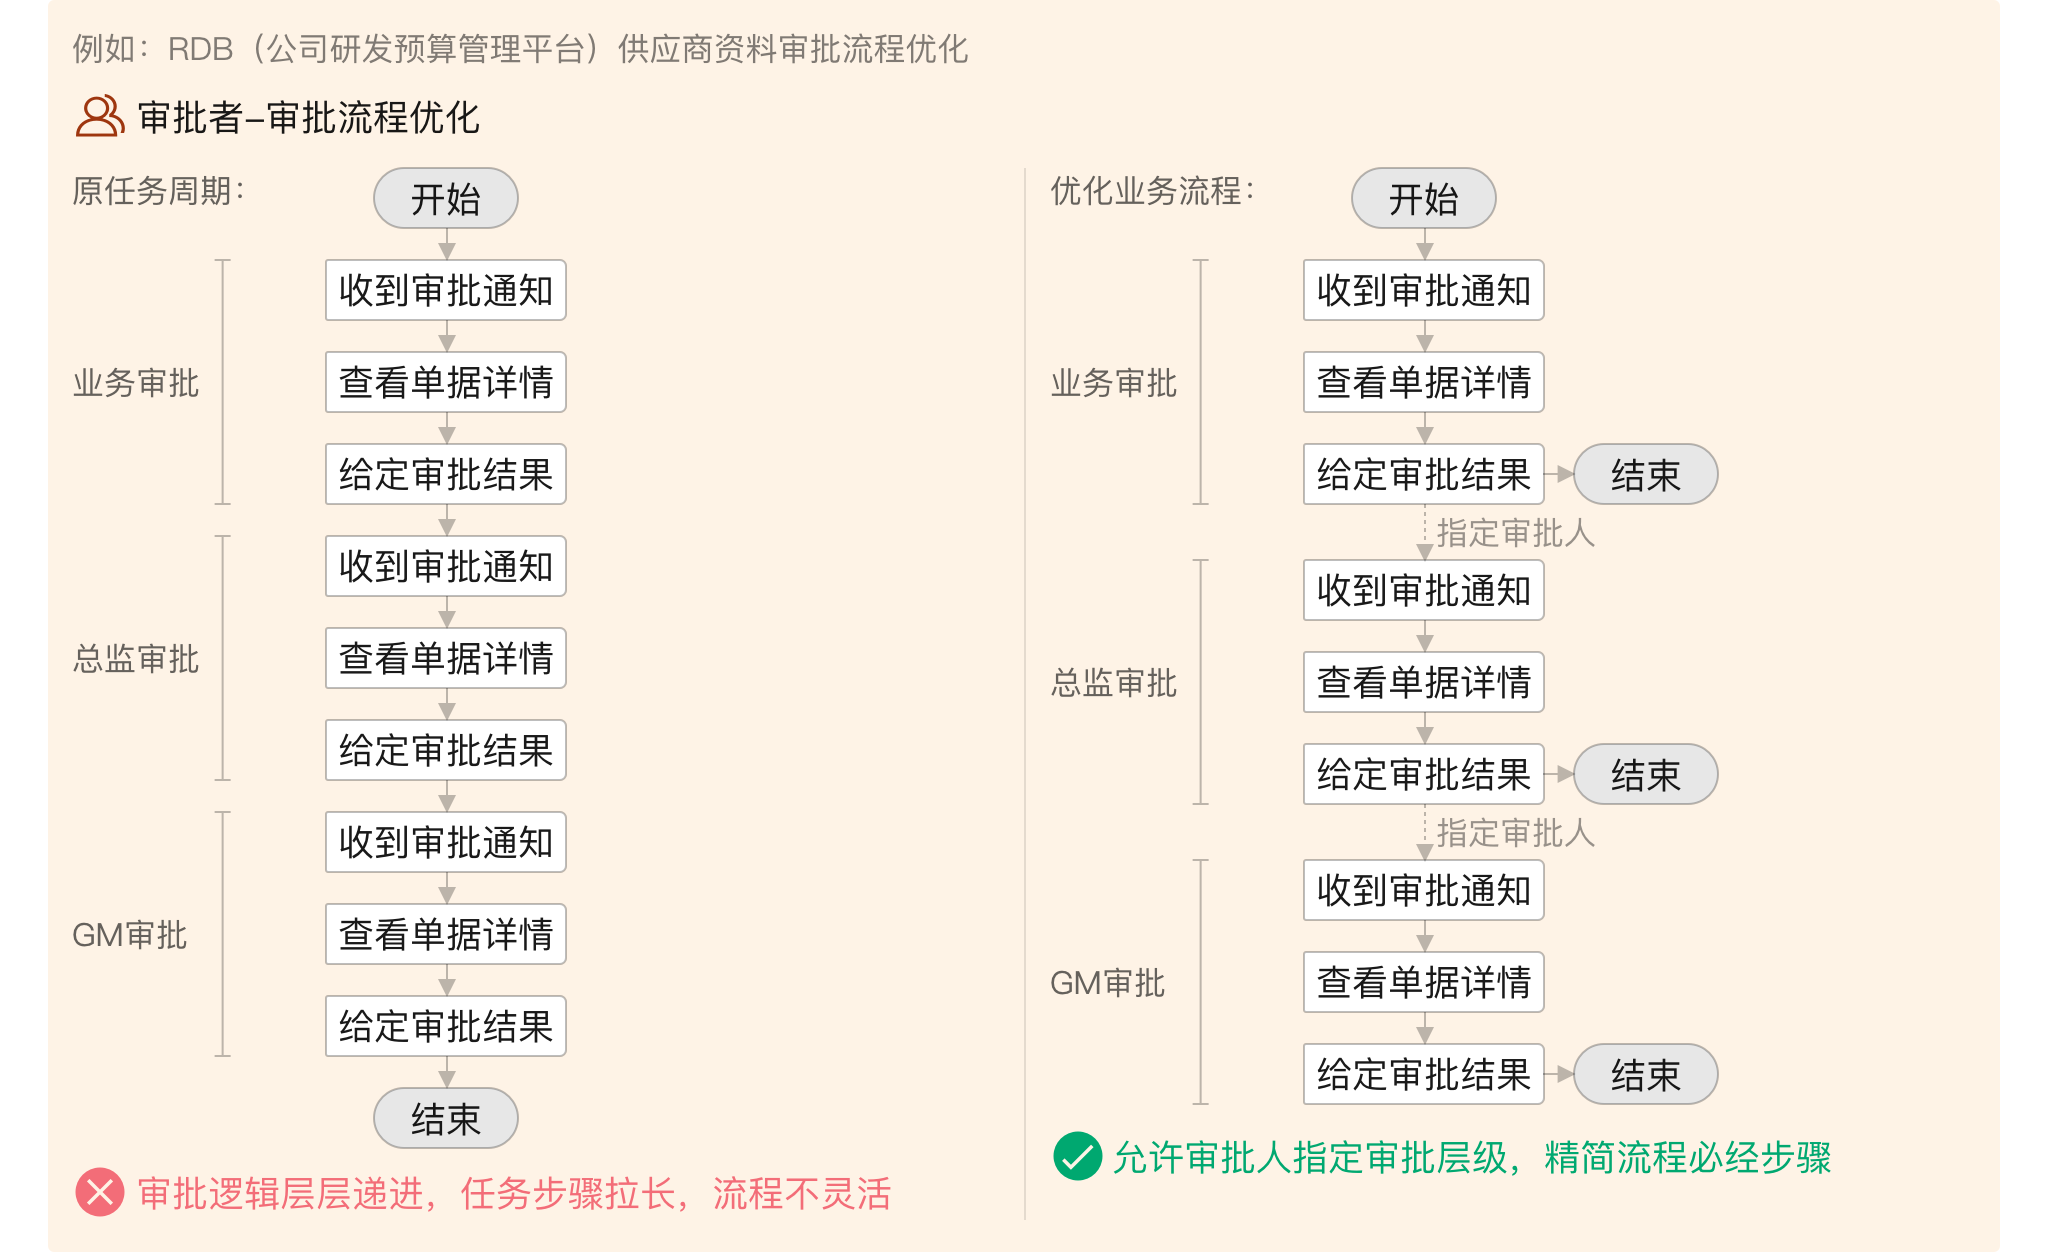 例如：RDB（公司研发预算管理平台）供应商资料审批流程优化
审批者-审批流程优化
原任务周期：
开始
业务审批
收到审批通知
查看单据详情
给定审批结果
总监审批
收到审批通知
查看单据详情
给定审批结果
GM审批
收到审批通知
查看单据详情
给定审批结果
结束
审批逻辑层层递进，任务步骤拉长，流程不灵活
优化业务流程：
开始
业务审批
收到审批通知
查看单据详情
给定审批结果
结束
指定审批人
总监审批
收到审批通知
查看单据详情
给定审批结果
结束
指定审批人
GM审批
收到审批通知
查看单据详情
给定审批结果
结束
允许审批人指定审批层级，精简流程必经步骤